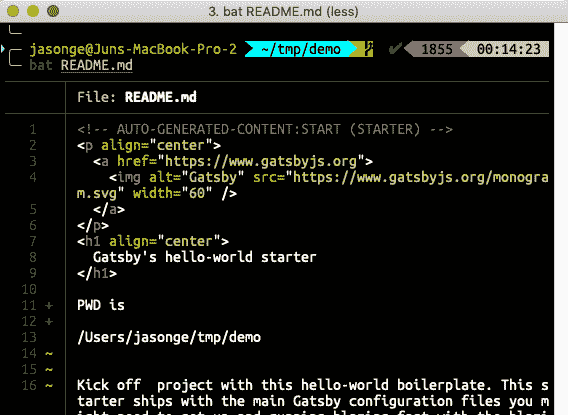 3. bat README.md (less)
jasonge@Juns-MacBook-Pro-2 ~/tmp/demo 1855 00:14:23
bat README.md
File: README.md
1 <!-- AUTO-GENERATED-CONTENT:START (STARTER) -->
2 <p align="center">
3 <a href="https://www.gatsbyjs.org">
4 <img alt="Gatsby" src="https://www.gatsbyjs.org/monogra
m.svg" width="60" />
5 </a>
6 </p>
7 <h1 align="center">
8 Gatsby's hello-world starter
9 </h1>
10
11 + PWD is
12 +
13 /Users/jasonge/tmp/demo
14 ~
15 ~
16 ~ Kick off  project with this hello-world boilerplate. This s
tarter ships with the main Gatsby configuration files you m